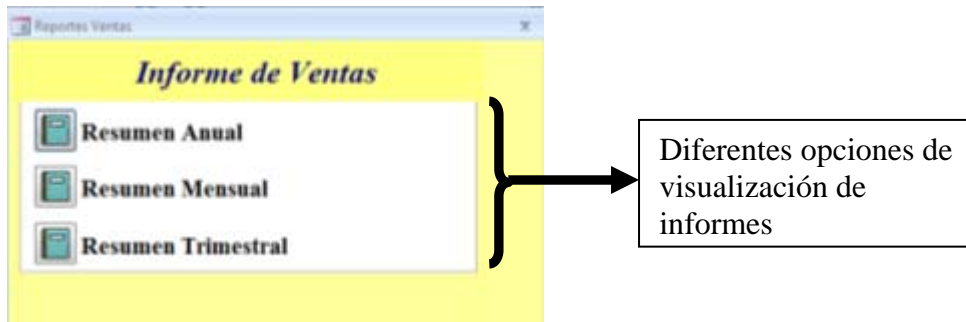 Reportes Ventas
Informe de Ventas
Resumen Anual
Resumen Mensual
Resumen Trimestral
Diferentes opciones de
visualización de
informes